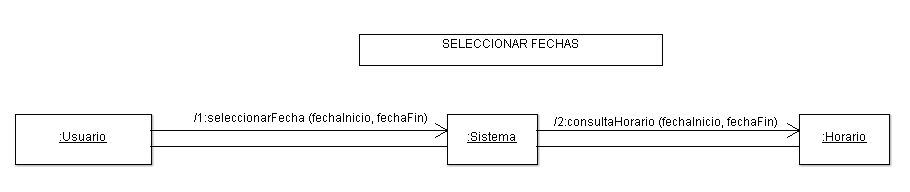 SELECCIONAR FECHAS
/1:seleccionarFecha (fechaInicio, fechaFin)
/2:consultaHorario (fechaInicio, fechaFin)
:Usuario
:Sistema
:Horario